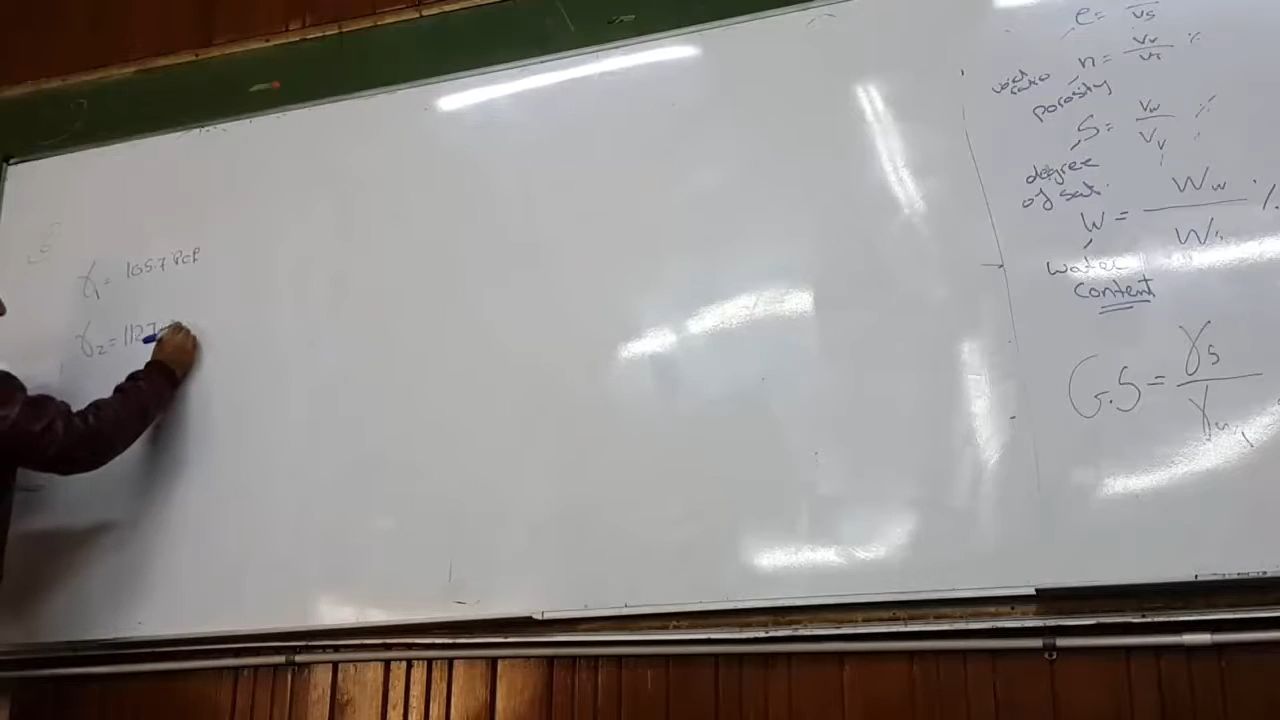 γ₁ = 105.7 PCF
γ₂ = 112.7
e = Vs
void ratio
n = Vv / VT %
porosity
S = Vw / Vv %
degree of sat.
W = Ww / Ws %
water content
G.S = γs / γw